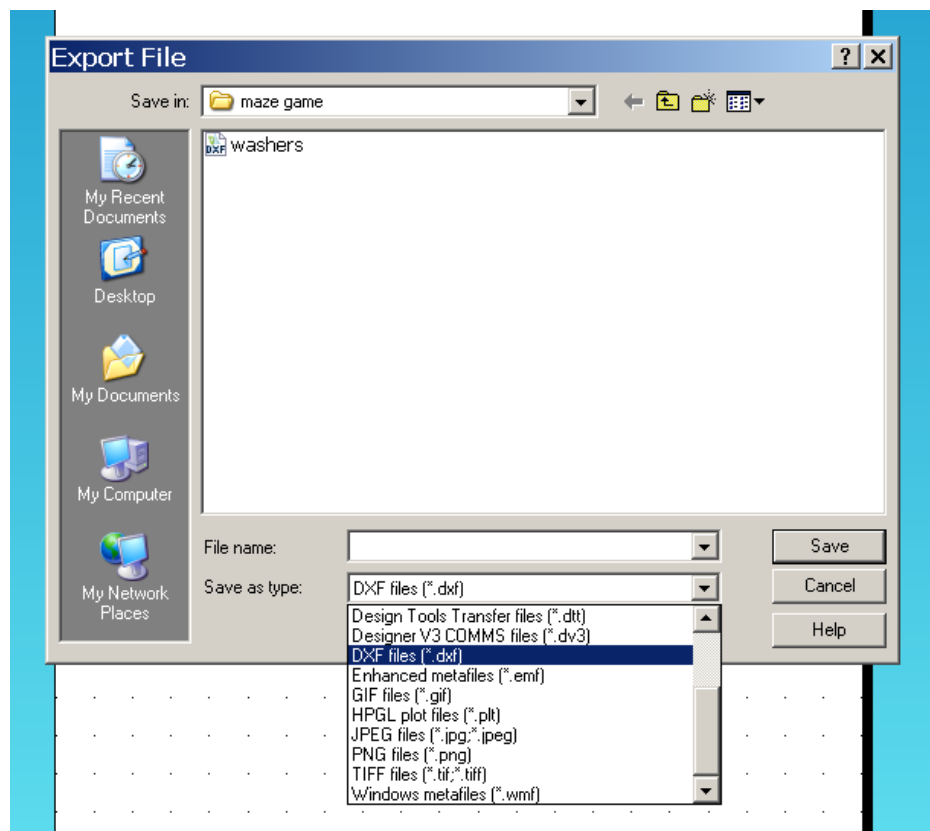 Export File
Save in:
maze game
DXF
washers
My Recent
Documents
Desktop
My Documents
My Computer
My Network
Places
File name:
Save
Save as type:
DXF files (*.dxf)
Cancel
Help
Design Tools Transfer files (*.dtt)
Designer V3 COMMS files (*.dv3)
DXF files (*.dxf)
Enhanced metafiles (*.emf)
GIF files (*.gif)
HPGL plot files (*.plt)
JPEG files (*.jpg;*.jpeg)
PNG files (*.png)
TIFF files (*.tif;*.tiff)
Windows metafiles (*.wmf)